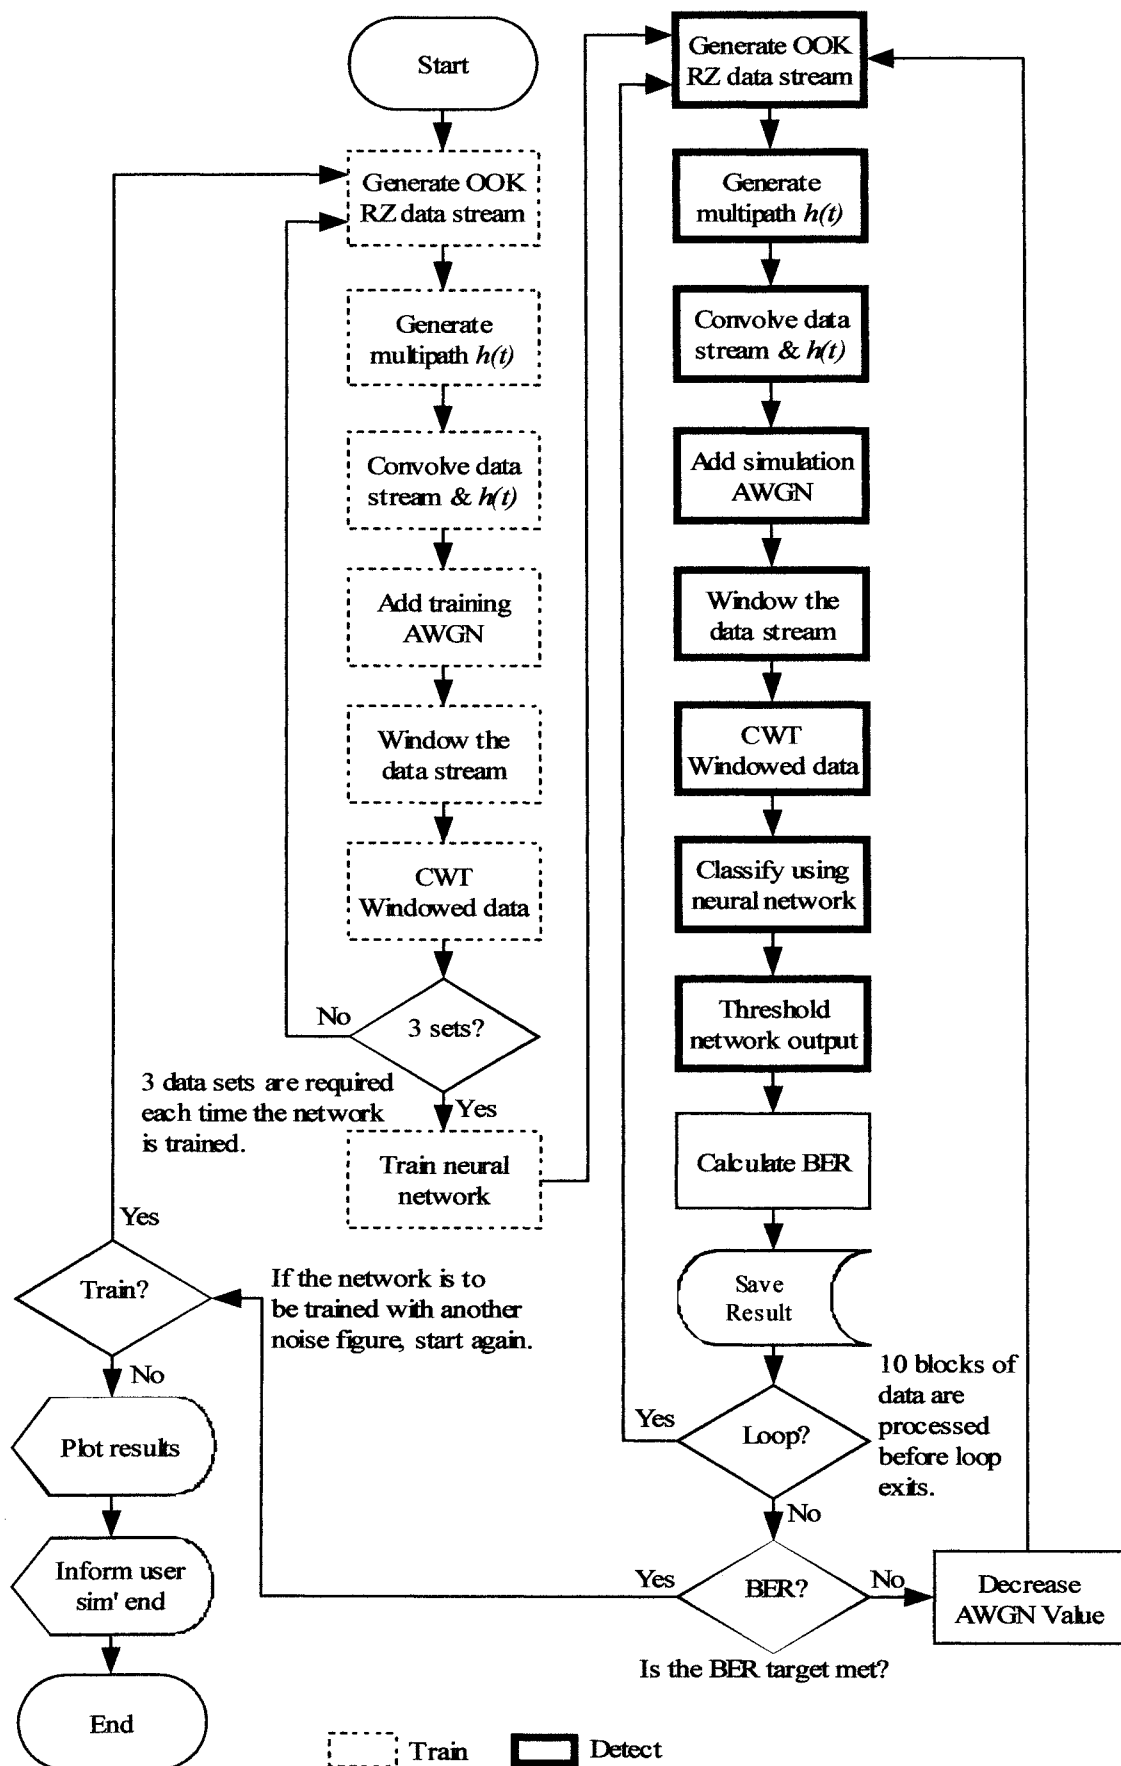 Start
Generate OOK
RZ data stream
Generate
multipath h(t)
Convolve data
stream & h(t)
Add training
AWGN
Window the
data stream
CWT
Windowed data
3 sets?
No
Yes
3 data sets are required
each time the network
is trained.
Train neural
network
Generate OOK
RZ data stream
Generate
multipath h(t)
Convolve data
stream & h(t)
Add simulation
AWGN
Window the
data stream
CWT
Windowed data
Classify using
neural network
Threshold
network output
Calculate BER
Save
Result
Loop?
Yes
No
10 blocks of
data are
processed
before loop
exits.
BER?
Yes
No
Is the BER target met?
Decrease
AWGN Value
If the network is to
be trained with another
noise figure, start again.
Train?
Yes
No
Plot results
Inform user
sim' end
End
Train
Detect